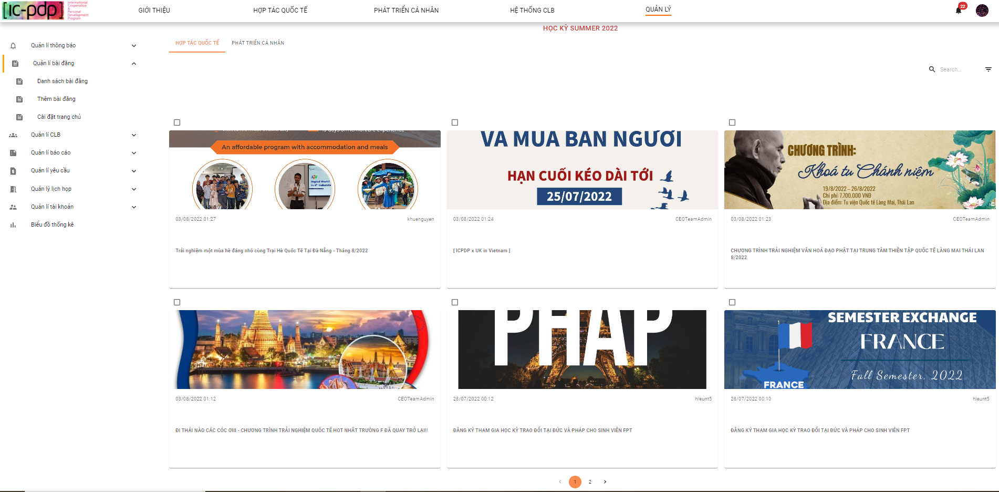 [ic-pdp]
International
Cooperation
&
Personal
Development
Program
GIỚI THIỆU
HỢP TÁC QUỐC TẾ
PHÁT TRIỂN CÁ NHÂN
HỆ THỐNG CLB
QUẢN LÝ
22
HỌC KỲ SUMMER 2022
Quản lí thông báo
Quản lí bài đăng
Danh sách bài đăng
Thêm bài đăng
Cài đặt trang chủ
Quản lí CLB
Quản lí báo cáo
Quản lí yêu cầu
Quản lý lịch họp
Quản lí tài khoản
Biểu đồ thống kê
HỢP TÁC QUỐC TẾ
PHÁT TRIỂN CÁ NHÂN
Search...
An affordable program with accommodation and meals
03/08/2022 01:27
khuenguyen
Trải nghiệm một mùa hè đáng nhớ cùng Trại Hè Quốc Tế Tại Đà Nẵng - Tháng 8/2022
VÀ MUA BÁN NGƯỜI
HẠN CUỐI KÉO DÀI TỚI
25/07/2022
03/08/2022 01:24
CEOTeamAdmin
[ ICPDP x UK in Vietnam ]
CHƯƠNG TRÌNH:
Khoá tu Chánh niệm
19/8/2022 – 26/8/2022
Chi phí: 7.700.000 VNĐ
Địa điểm: Tu viện Quốc tế Làng Mai, Thái Lan
03/08/2022 01:23
CEOTeamAdmin
CHƯƠNG TRÌNH TRẢI NGHIỆM VĂN HOÁ ĐẠO PHẬT TẠI TRUNG TÂM THIỀN TẬP QUỐC TẾ LÀNG MAI THÁI LAN
8/2022
03/08/2022 01:12
CEOTeamAdmin
ĐI THÁI NÀO CÁC CÓC ƠIII - CHƯƠNG TRÌNH TRẢI NGHIỆM QUỐC TẾ HOT NHẤT TRƯỜNG F ĐÃ QUAY TRỞ LẠI!!
PHÁP
28/07/2022 00:12
hieunt5
ĐĂNG KÝ THAM GIA HỌC KỲ TRAO ĐỔI TẠI ĐỨC VÀ PHÁP CHO SINH VIÊN FPT
SEMESTER EXCHANGE
FRANCE
Fall Semester, 2022
FRANCE
28/07/2022 00:10
hieunt5
ĐĂNG KÝ THAM GIA HỌC KỲ TRAO ĐỔI TẠI ĐỨC VÀ PHÁP CHO SINH VIÊN FPT
1
2